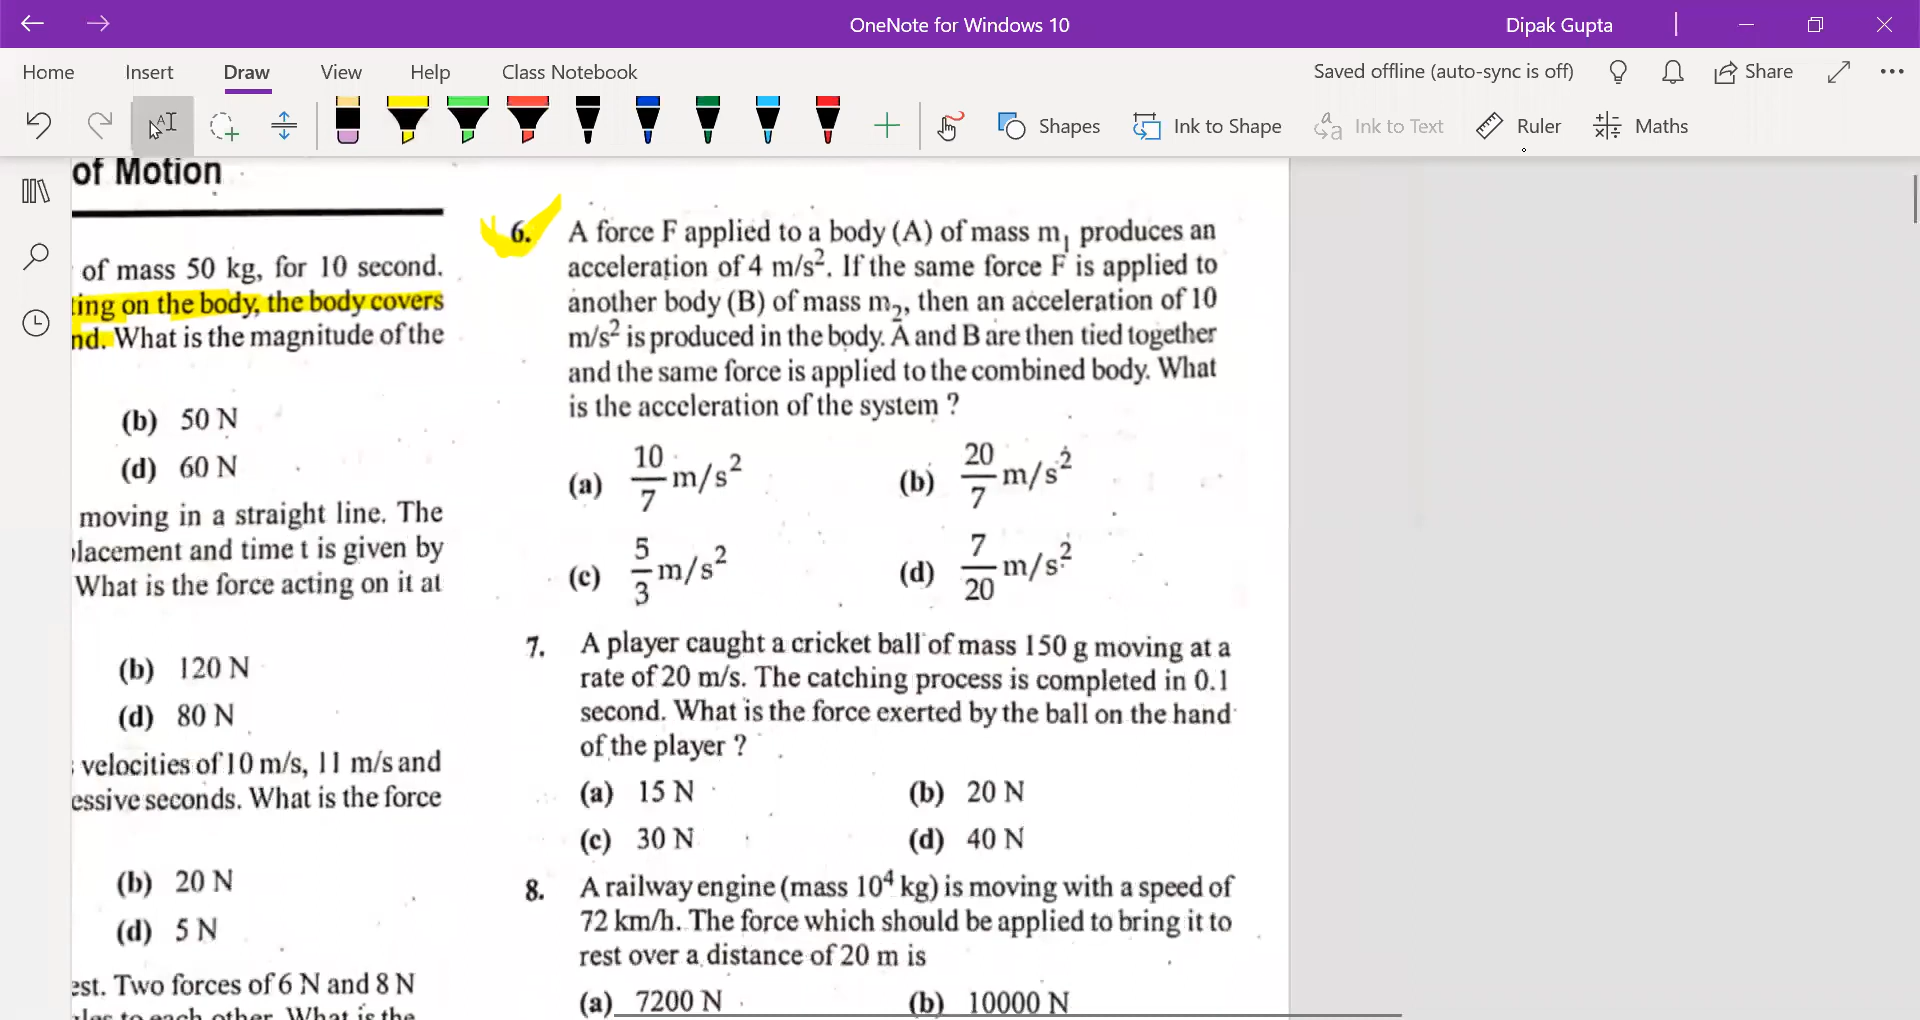 OneNote for Windows 10
Dipak Gupta
Home Insert Draw View Help Class Notebook
Saved offline (auto-sync is off) Share
Shapes Ink to Shape Ink to Text Ruler Maths
of Motion
of mass 50 kg, for 10 second.
ing on the body, the body covers
nd. What is the magnitude of the
(b) 50 N
(d) 60 N
moving in a straight line. The
lacement and time t is given by
What is the force acting on it at
(b) 120 N
(d) 80 N
velocities of 10 m/s, 11 m/s and
essive seconds. What is the force
(b) 20 N
(d) 5 N
est. Two forces of 6 N and 8 N
to each other. What is the
6. A force F applied to a body (A) of mass m₁ produces an
acceleration of 4 m/s². If the same force F is applied to
another body (B) of mass m₂, then an acceleration of 10
m/s² is produced in the body. A and B are then tied together
and the same force is applied to the combined body. What
is the acceleration of the system ?
(a) 10/7 m/s² (b) 20/7 m/s²
(c) 5/3 m/s² (d) 7/20 m/s²
7. A player caught a cricket ball of mass 150 g moving at a
rate of 20 m/s. The catching process is completed in 0.1
second. What is the force exerted by the ball on the hand
of the player ?
(a) 15 N (b) 20 N
(c) 30 N (d) 40 N
8. A railway engine (mass 10⁴ kg) is moving with a speed of
72 km/h. The force which should be applied to bring it to
rest over a distance of 20 m is
(a) 7200 N (b) 10000 N